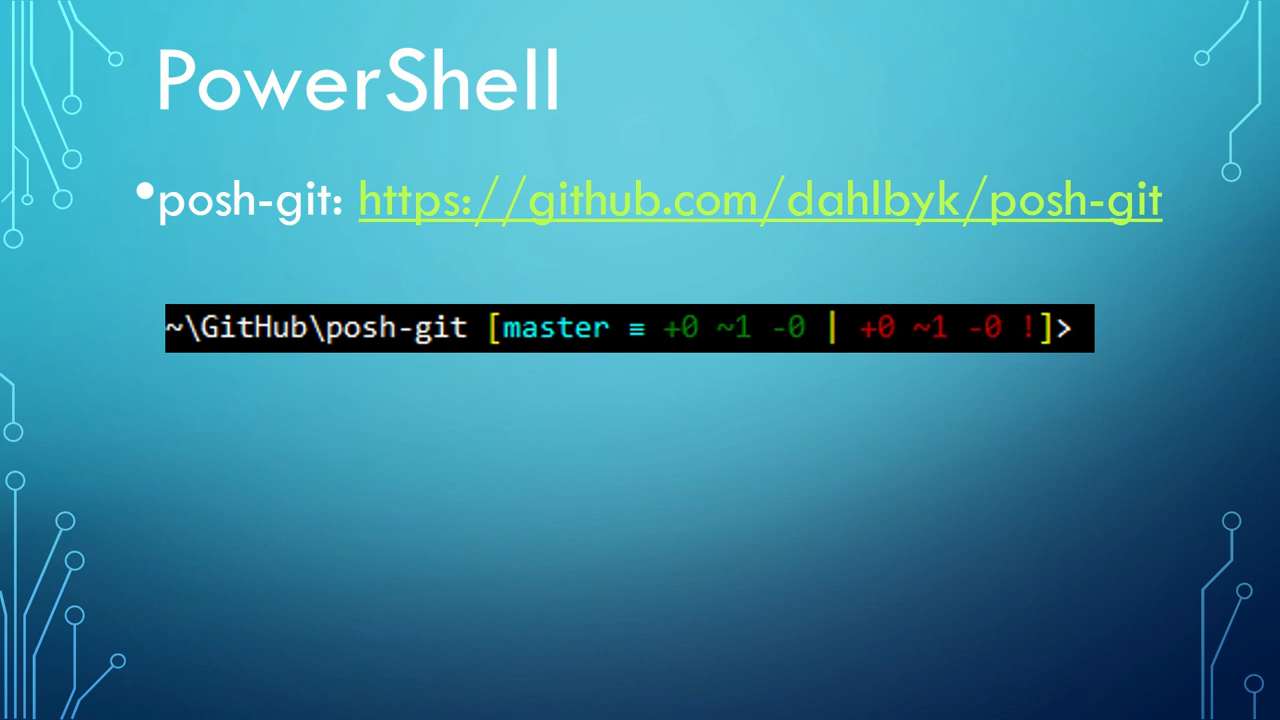 PowerShell
•posh-git: https://github.com/dahlbyk/posh-git
~\GitHub\posh-git [master ≡ +0 ~1 -0 | +0 ~1 -0 !]>